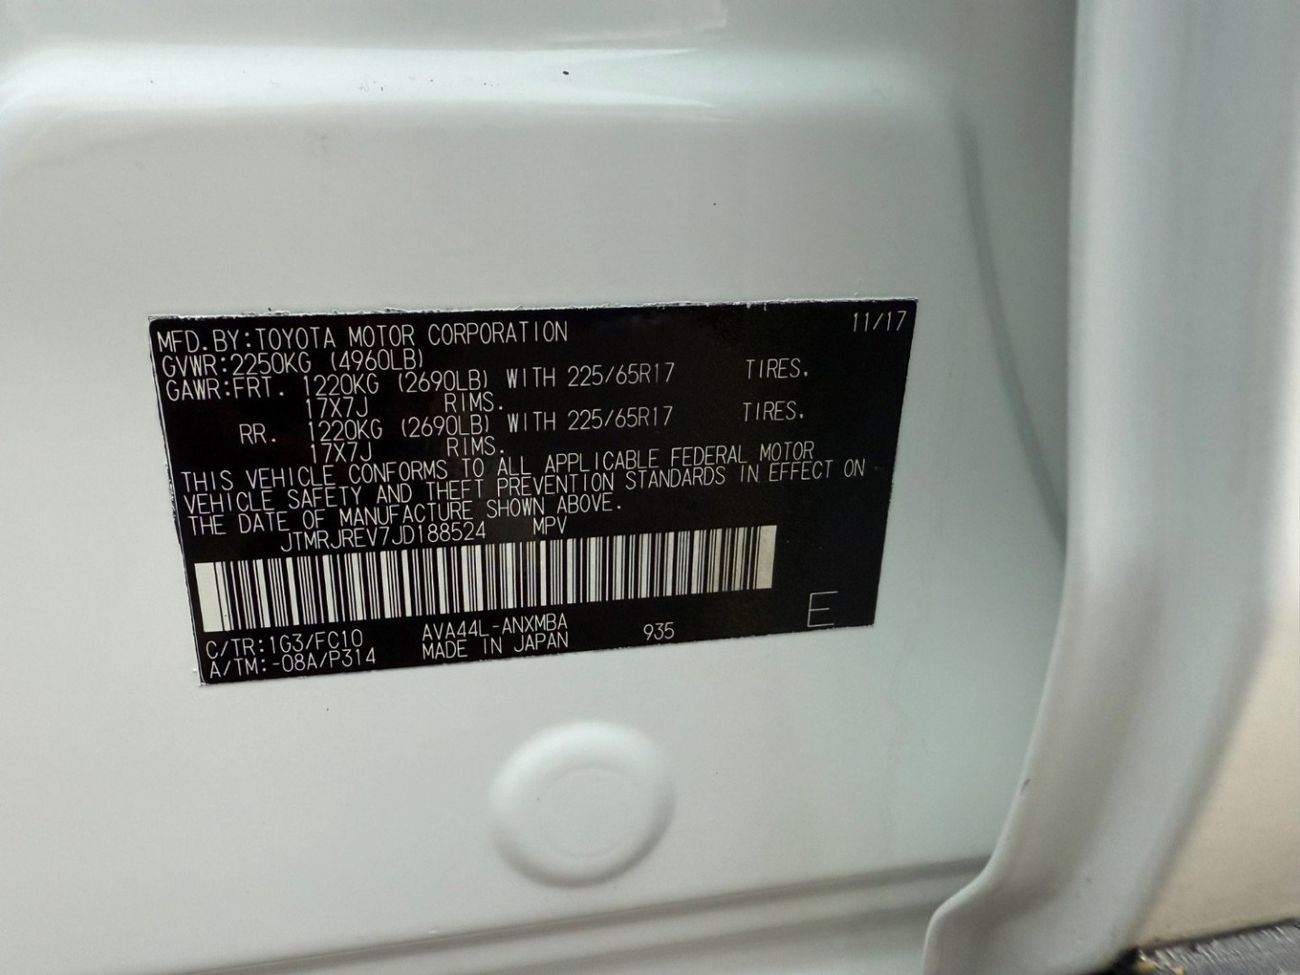 MFD.BY:TOYOTA MOTOR CORPORATION 11/17
GVWR:2250KG (4960LB)
GAWR:FRT. 1220KG (2690LB) WITH 225/65R17 TIRES,
17X7J RIMS.
RR. 1220KG (2690LB) WITH 225/65R17 TIRES,
17X7J RIMS.
THIS VEHICLE CONFORMS TO ALL APPLICABLE FEDERAL MOTOR
VEHICLE SAFETY AND THEFT PREVENTION STANDARDS IN EFFECT ON
THE DATE OF MANUFACTURE SHOWN ABOVE.
JTMRJREV7JD188524 MPV
C/TR:1G3/FC10 AVA44L-ANXMBA 935 E
A/TM:-08A/P314 MADE IN JAPAN